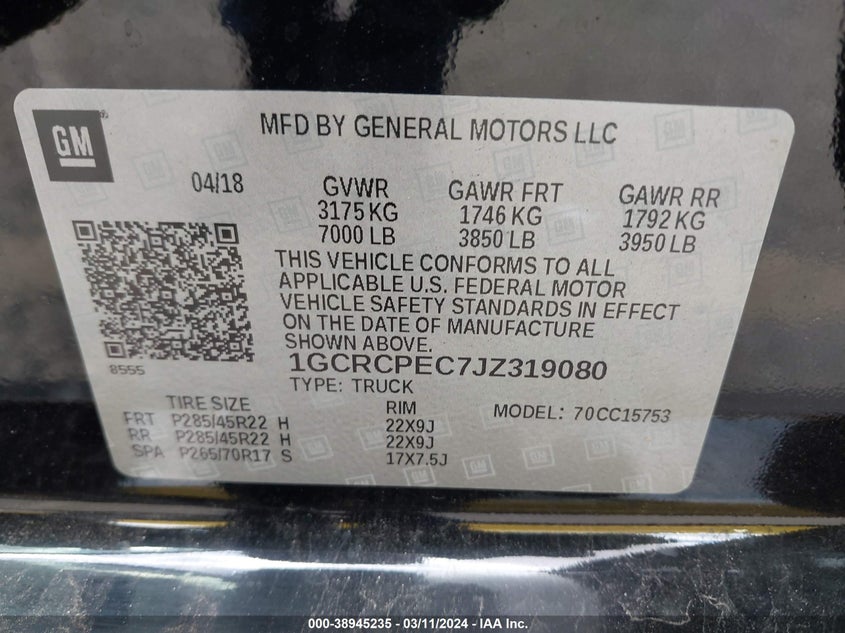 GM
MFD BY GENERAL MOTORS LLC
04/18
GVWR GAWR FRT GAWR RR
3175 KG 1746 KG 1792 KG
7000 LB 3850 LB 3950 LB
THIS VEHICLE CONFORMS TO ALL
APPLICABLE U.S. FEDERAL MOTOR
VEHICLE SAFETY STANDARDS IN EFFECT
ON THE DATE OF MANUFACTURE
SHOWN ABOVE.
8555
1GCRCPEC7JZ319080
TYPE: TRUCK
TIRE SIZE RIM MODEL: 70CC15753
FRT P285/45R22 H 22X9J
RR P285/45R22 H 22X9J
SPA P265/70R17 S 17X7.5J
000-38945235 - 03/11/2024 - IAA Inc.